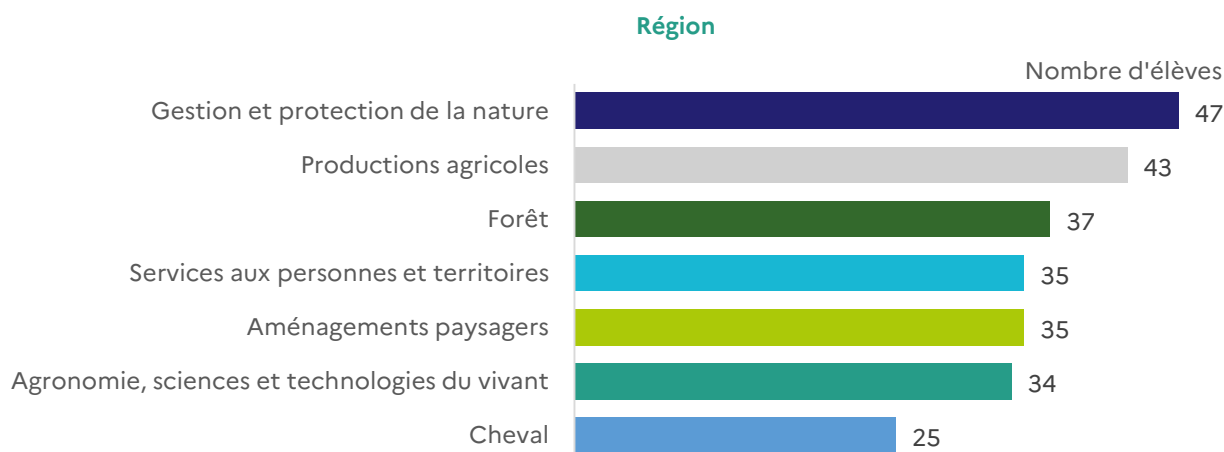 Région
Nombre d'élèves
Gestion et protection de la nature 47
Productions agricoles 43
Forêt 37
Services aux personnes et territoires 35
Aménagements paysagers 35
Agronomie, sciences et technologies du vivant 34
Cheval 25